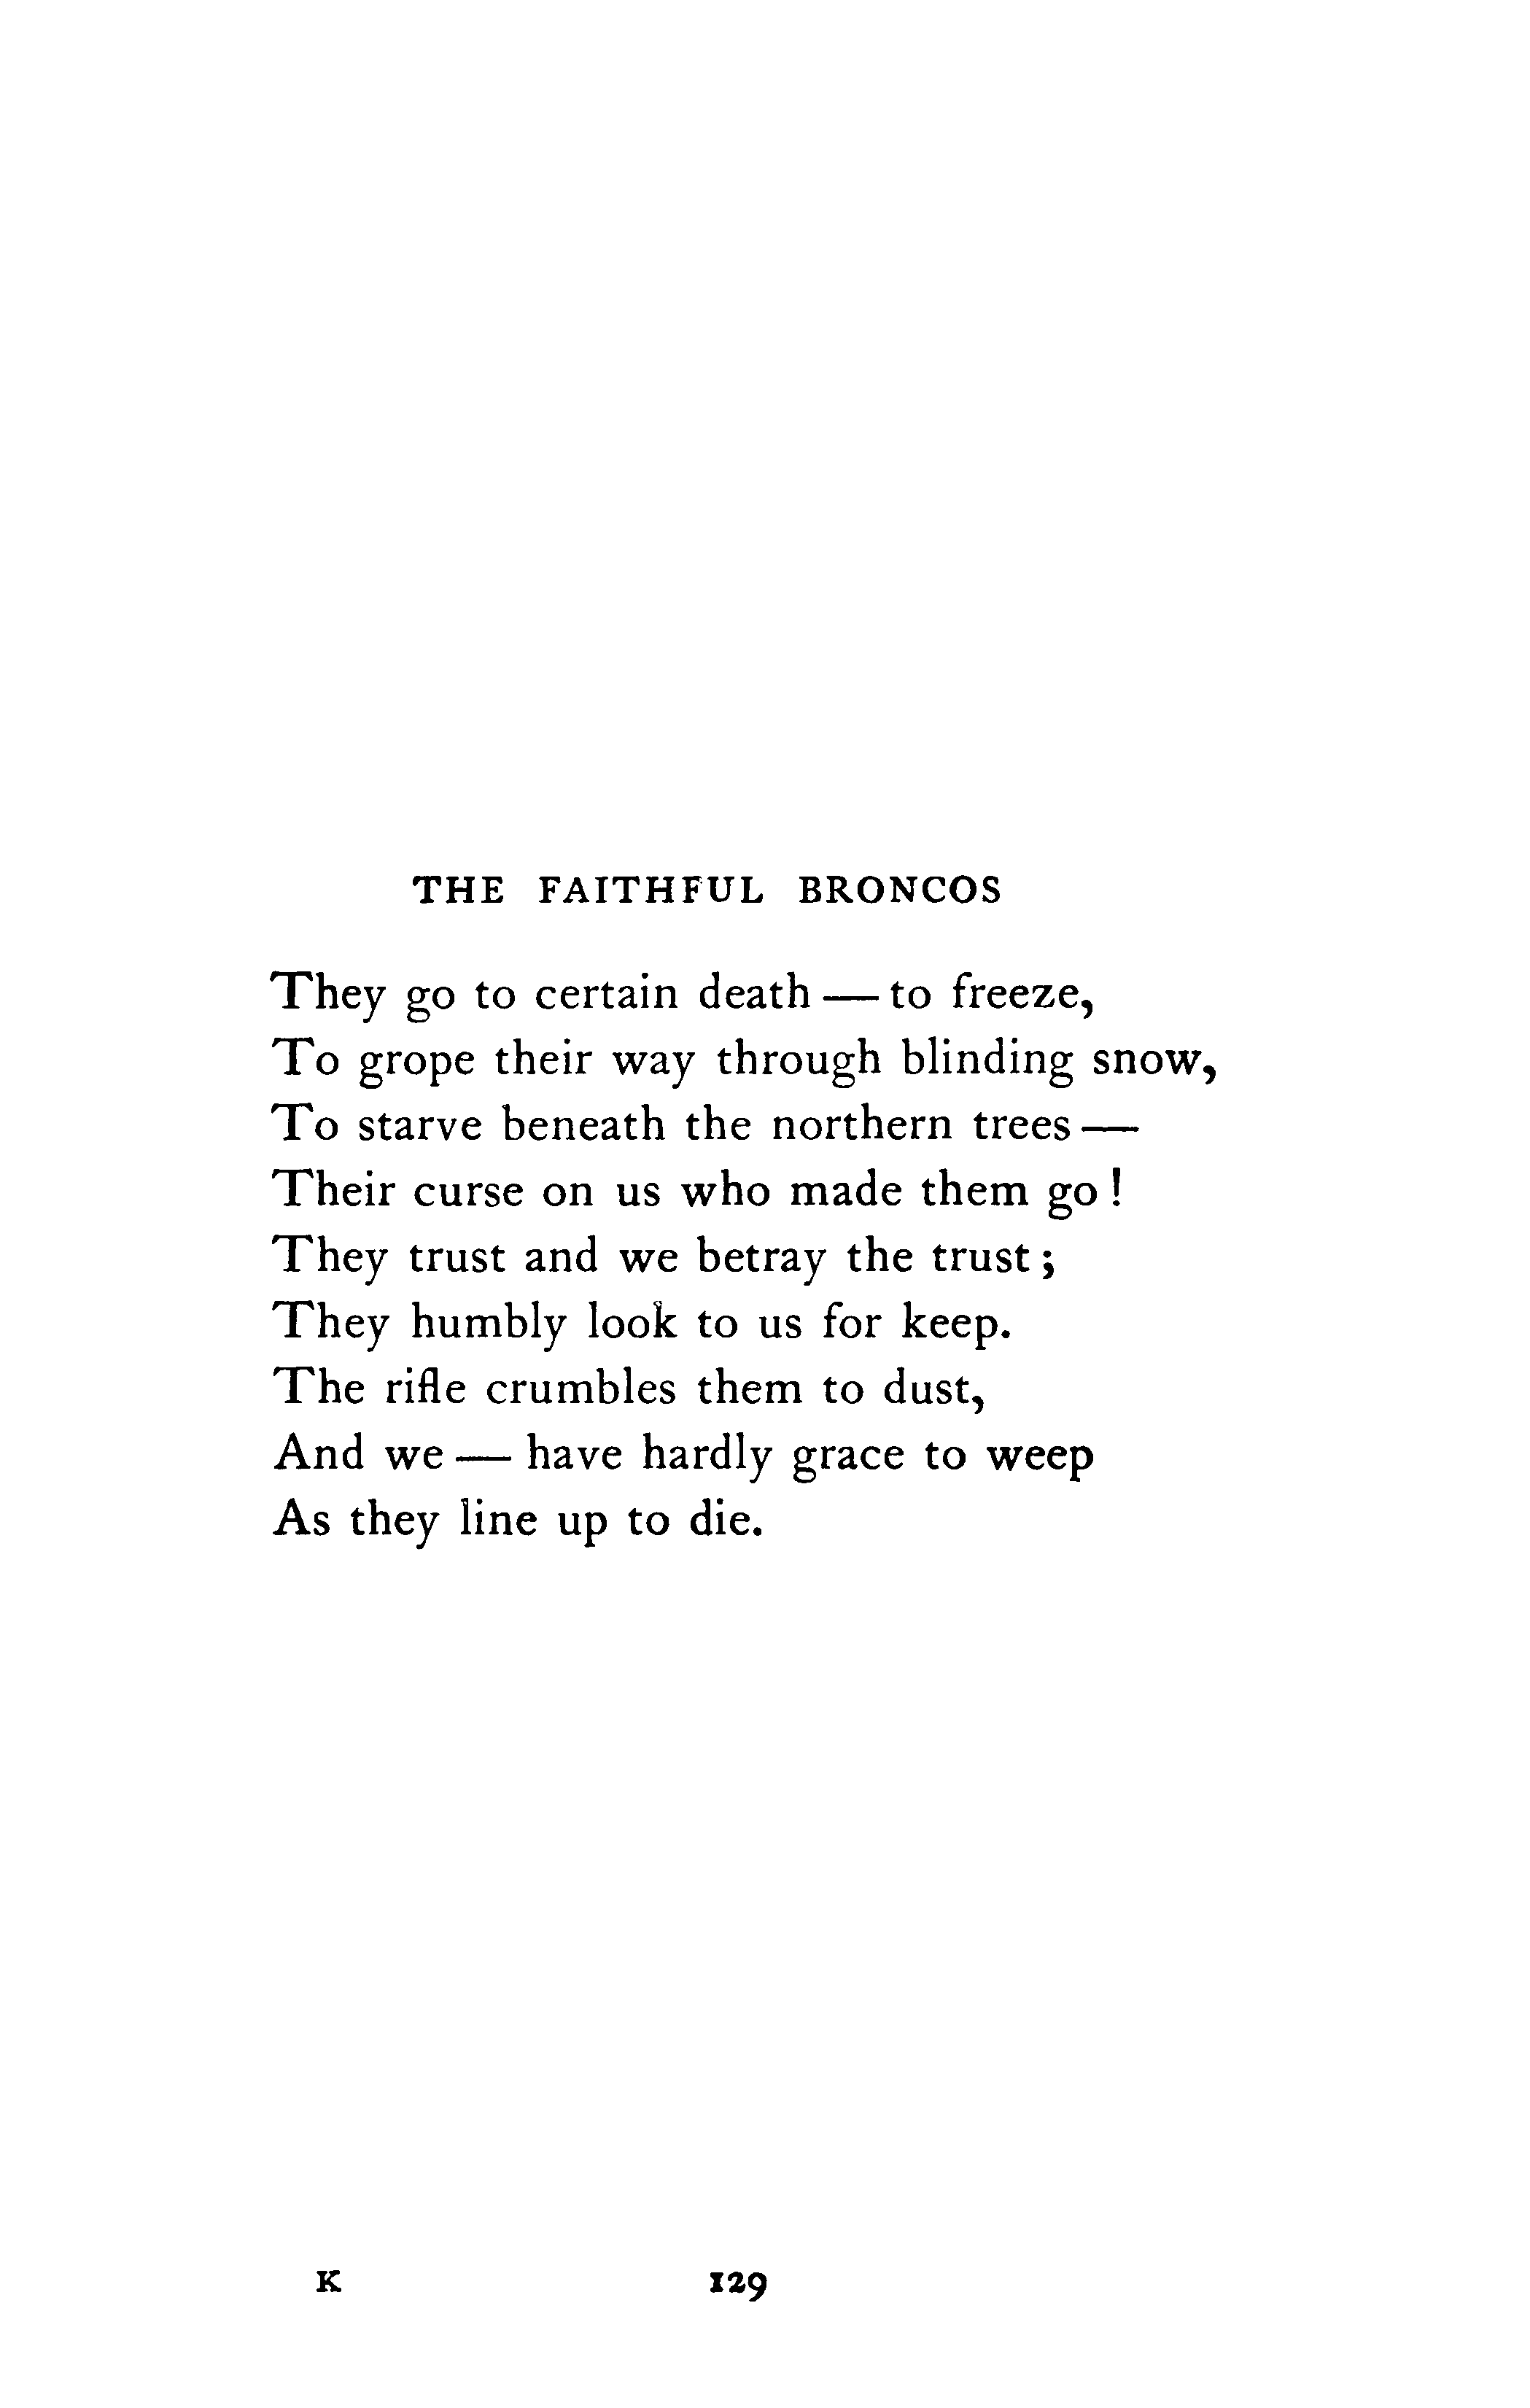 THE FAITHFUL BRONCOS
They go to certain death — to freeze,
To grope their way through blinding snow,
To starve beneath the northern trees —
Their curse on us who made them go !
They trust and we betray the trust ;
They humbly look to us for keep.
The rifle crumbles them to dust,
And we — have hardly grace to weep
As they line up to die.
K 129